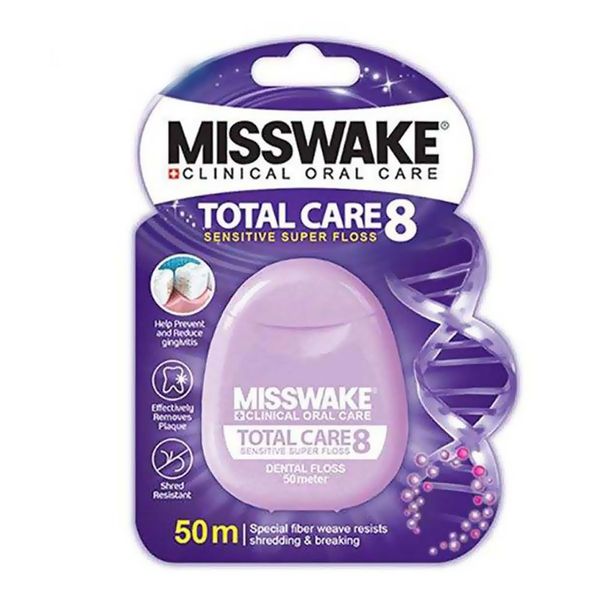 MISSWAKE®
CLINICAL ORAL CARE
TOTAL CARE 8
SENSITIVE SUPER FLOSS
Help Prevent
and Reduce
gingivitis
Effectively
Removes
Plaque
Shred
Resistant
MISSWAKE®
CLINICAL ORAL CARE
TOTAL CARE 8
SENSITIVE SUPER FLOSS
DENTAL FLOSS
50 meter
50m
Special fiber weave resists
shredding & breaking